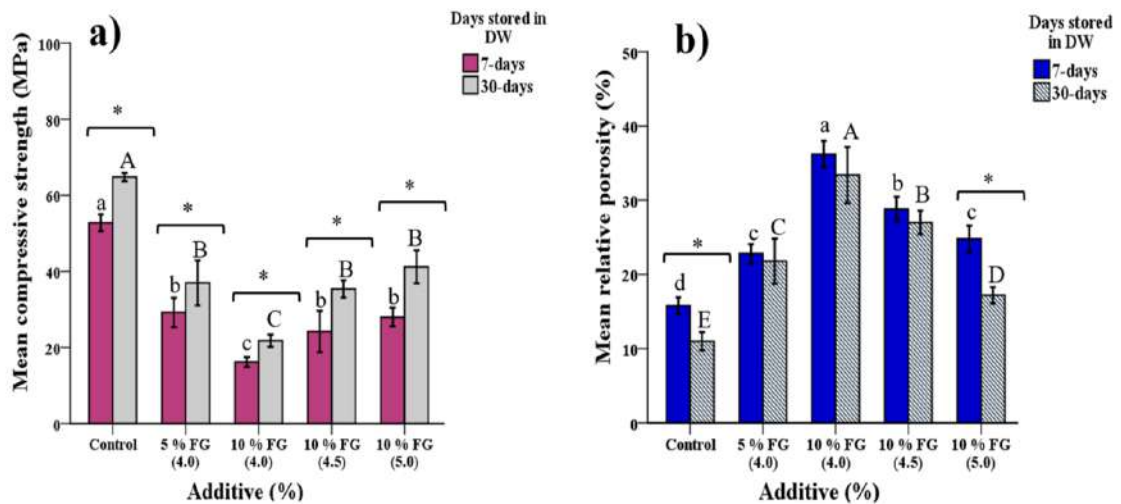 a)
Days stored in
DW
7-days
30-days
Mean compressive strength (MPa)
100
80
60
40
20
0
*
*
*
*
*
a
A
b
B
c
C
b
B
b
B
Control
5 % FG
(4.0)
10 % FG
(4.0)
10 % FG
(4.5)
10 % FG
(5.0)
Additive (%)
b)
Days stored
in DW
7-days
30-days
Mean relative porosity (%)
50
40
30
20
10
0
*
*
d
E
c
C
a
A
b
B
c
D
Control
5 % FG
(4.0)
10 % FG
(4.0)
10 % FG
(4.5)
10 % FG
(5.0)
Additive (%)